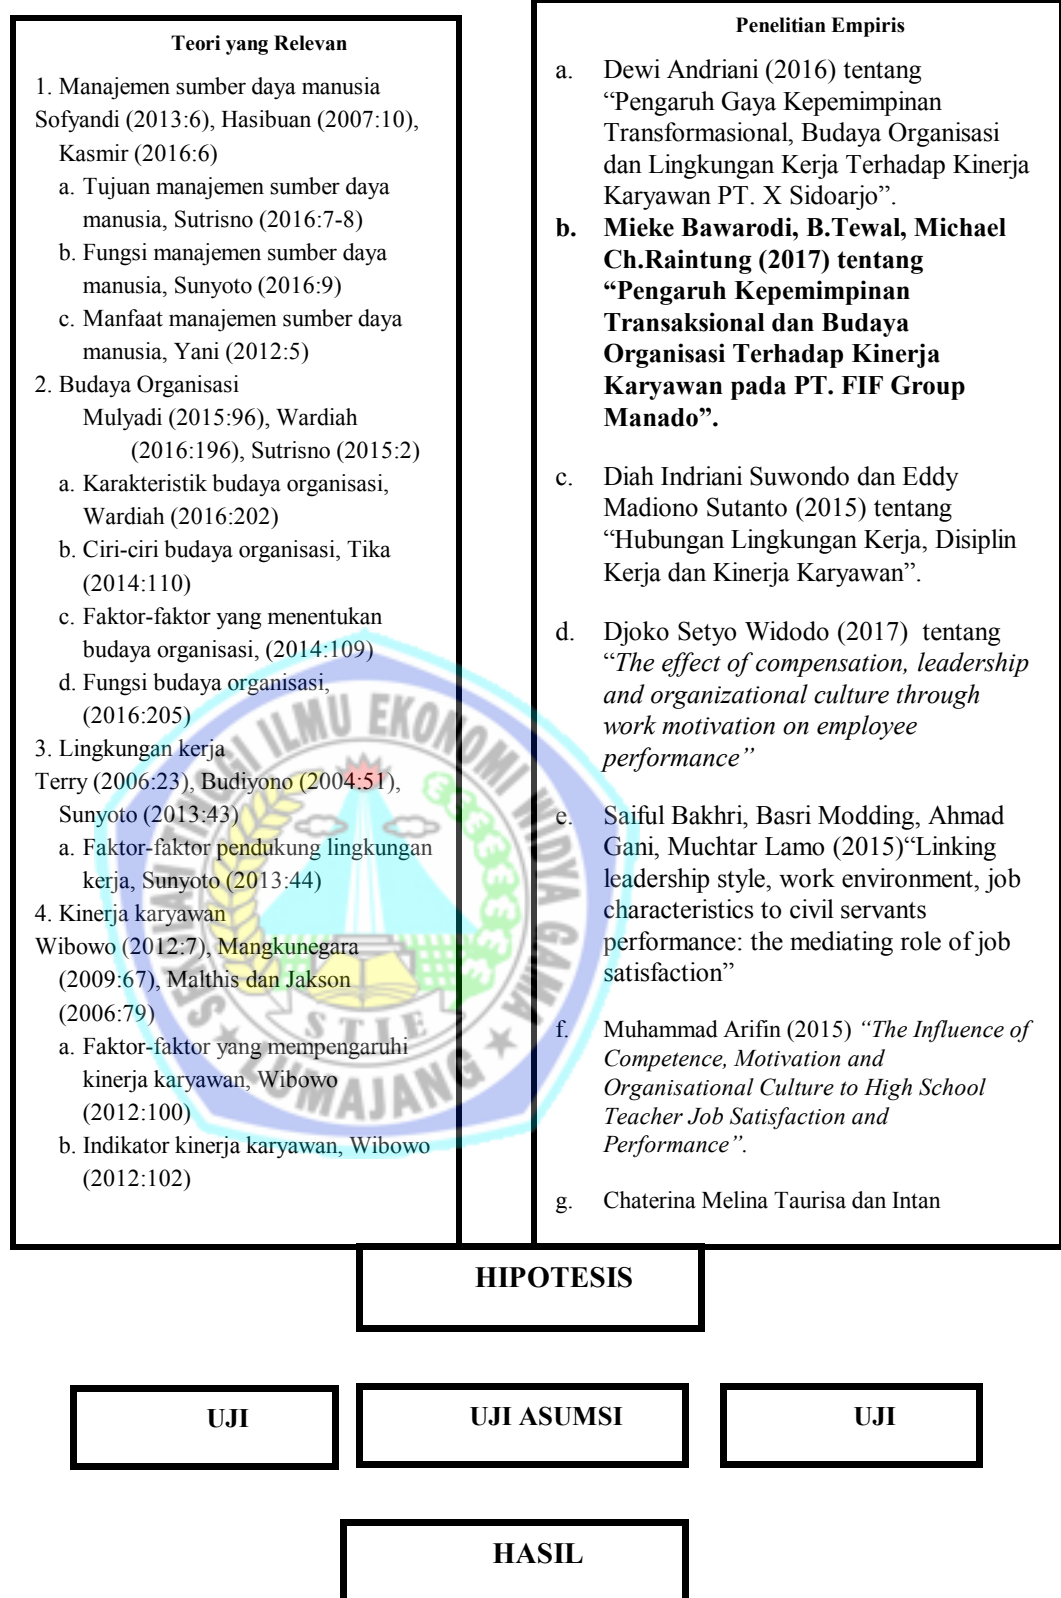 Teori yang Relevan
1. Manajemen sumber daya manusia
Sofyandi (2013:6), Hasibuan (2007:10),
Kasmir (2016:6)
a. Tujuan manajemen sumber daya
manusia, Sutrisno (2016:7-8)
b. Fungsi manajemen sumber daya
manusia, Sunyoto (2016:9)
c. Manfaat manajemen sumber daya
manusia, Yani (2012:5)
2. Budaya Organisasi
Mulyadi (2015:96), Wardiah
(2016:196), Sutrisno (2015:2)
a. Karakteristik budaya organisasi,
Wardiah (2016:202)
b. Ciri-ciri budaya organisasi, Tika
(2014:110)
c. Faktor-faktor yang menentukan
budaya organisasi, (2014:109)
d. Fungsi budaya organisasi,
(2016:205)
3. Lingkungan kerja
Terry (2006:23), Budiyono (2004:51),
Sunyoto (2013:43)
a. Faktor-faktor pendukung lingkungan
kerja, Sunyoto (2013:44)
4. Kinerja karyawan
Wibowo (2012:7), Mangkunegara
(2009:67), Malthis dan Jakson
(2006:79)
a. Faktor-faktor yang mempengaruhi
kinerja karyawan, Wibowo
(2012:100)
b. Indikator kinerja karyawan, Wibowo
(2012:102)
Penelitian Empiris
a. Dewi Andriani (2016) tentang
“Pengaruh Gaya Kepemimpinan
Transformasional, Budaya Organisasi
dan Lingkungan Kerja Terhadap Kinerja
Karyawan PT. X Sidoarjo”.
b. Mieke Bawarodi, B.Tewal, Michael
Ch.Raintung (2017) tentang
“Pengaruh Kepemimpinan
Transaksional dan Budaya
Organisasi Terhadap Kinerja
Karyawan pada PT. FIF Group
Manado”.
c. Diah Indriani Suwondo dan Eddy
Madiono Sutanto (2015) tentang
“Hubungan Lingkungan Kerja, Disiplin
Kerja dan Kinerja Karyawan”.
d. Djoko Setyo Widodo (2017) tentang
“The effect of compensation, leadership
and organizational culture through
work motivation on employee
performance”
e. Saiful Bakhri, Basri Modding, Ahmad
Gani, Muchtar Lamo (2015)“Linking
leadership style, work environment, job
characteristics to civil servants
performance: the mediating role of job
satisfaction”
f. Muhammad Arifin (2015) “The Influence of
Competence, Motivation and
Organisational Culture to High School
Teacher Job Satisfaction and
Performance”.
g. Chaterina Melina Taurisa dan Intan
SEKOLAH TINGGI ILMU EKONOMI WIDYA GAMA
STIE
LUMAJANG
HIPOTESIS
UJI
UJI ASUMSI
UJI
HASIL